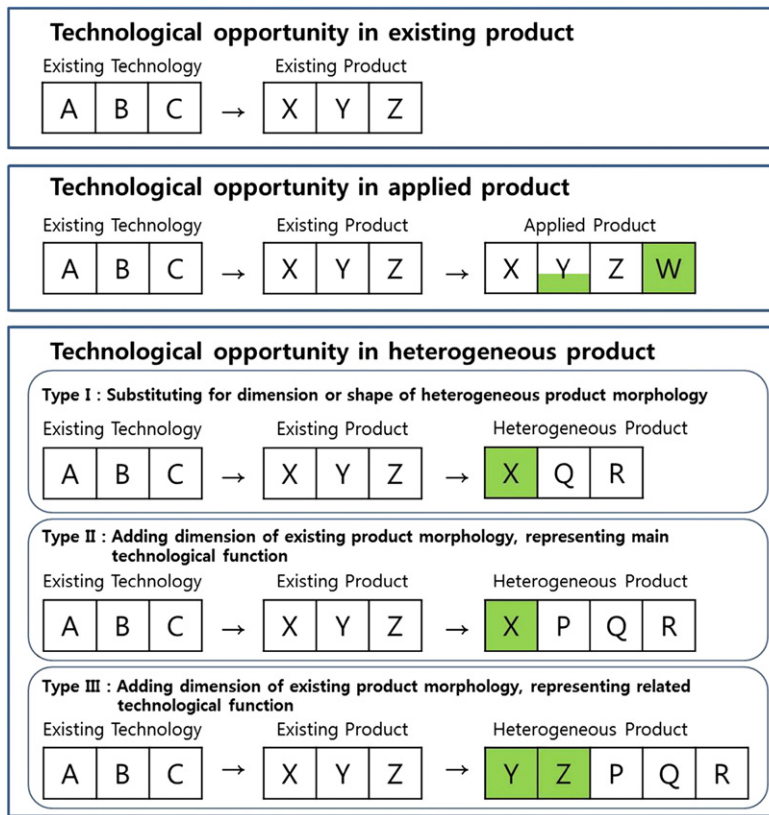 Technological opportunity in existing product
Existing Technology Existing Product
A B C → X Y Z
Technological opportunity in applied product
Existing Technology Existing Product Applied Product
A B C → X Y Z → X Y Z W
Technological opportunity in heterogeneous product
Type Ⅰ : Substituting for dimension or shape of heterogeneous product morphology
Existing Technology Existing Product Heterogeneous Product
A B C → X Y Z → X Q R
Type Ⅱ : Adding dimension of existing product morphology, representing main
technological function
Existing Technology Existing Product Heterogeneous Product
A B C → X Y Z → X P Q R
Type Ⅲ : Adding dimension of existing product morphology, representing related
technological function
Existing Technology Existing Product Heterogeneous Product
A B C → X Y Z → Y Z P Q R